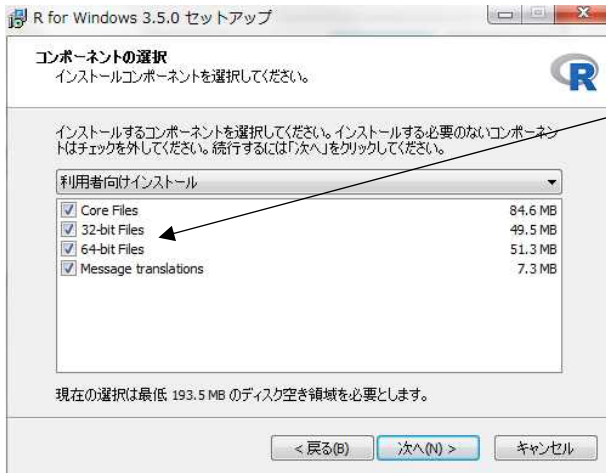 R for Windows 3.5.0 セットアップ
コンポーネントの選択
インストールコンポーネントを選択してください。
R
インストールするコンポーネントを選択してください。インストールする必要のないコンポーネン
トはチェックを外してください。続行するには「次へ」をクリックしてください。
利用者向けインストール
Core Files 84.6 MB
32-bit Files 49.5 MB
64-bit Files 51.3 MB
Message translations 7.3 MB
現在の選択は最低 193.5 MB のディスク空き領域を必要とします。
< 戻る(B) 次へ(N) > キャンセル